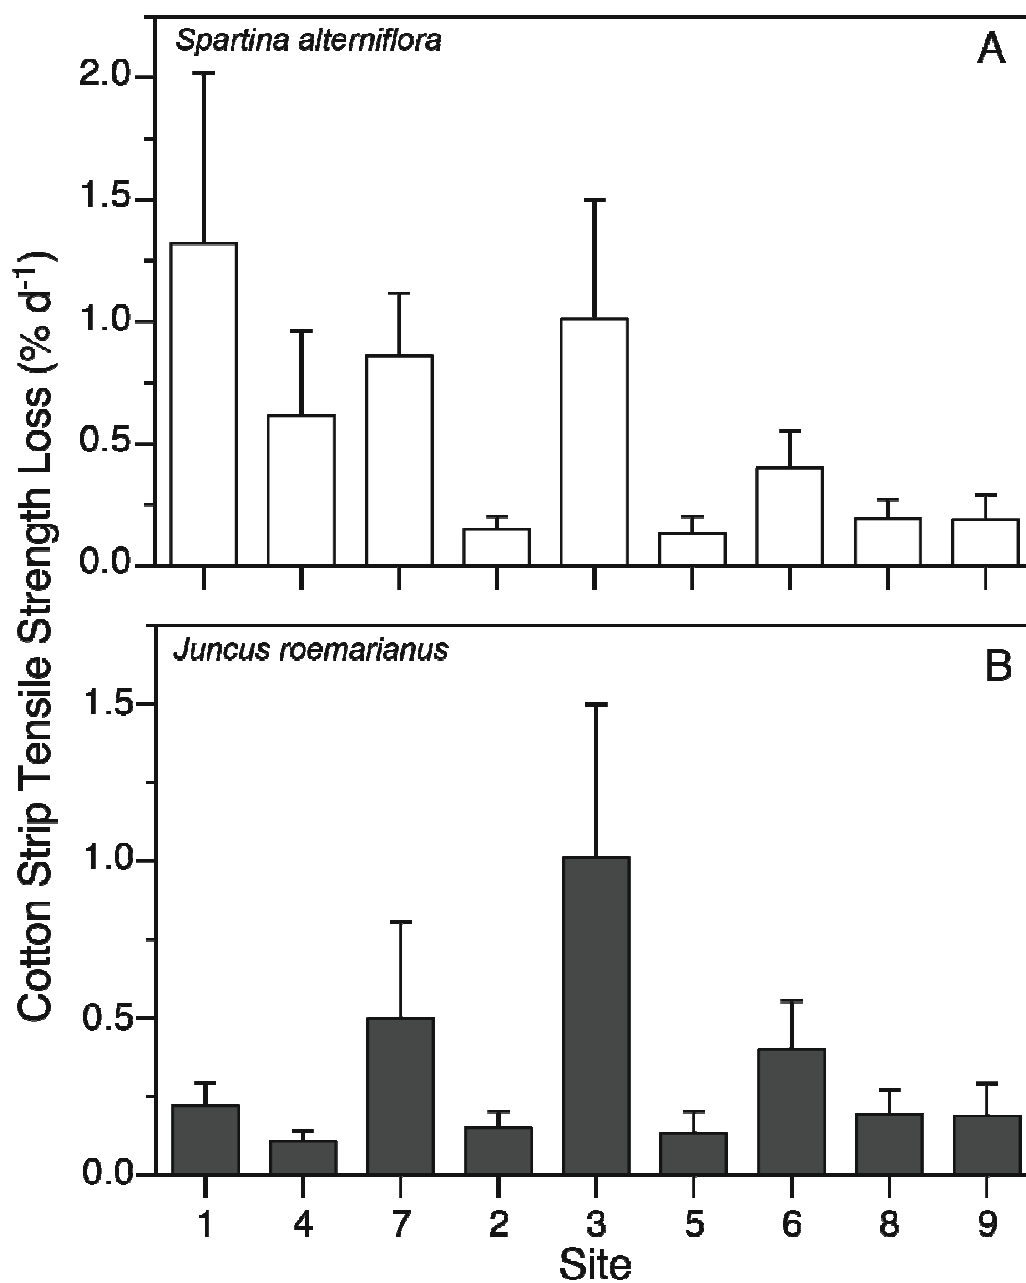 Cotton Strip Tensile Strength Loss (% d-1)
Spartina alterniflora
A
2.0
1.5
1.0
0.5
0.0
Juncus roemarianus
B
1.5
1.0
0.5
0.0
1 4 7 2 3 5 6 8 9
Site